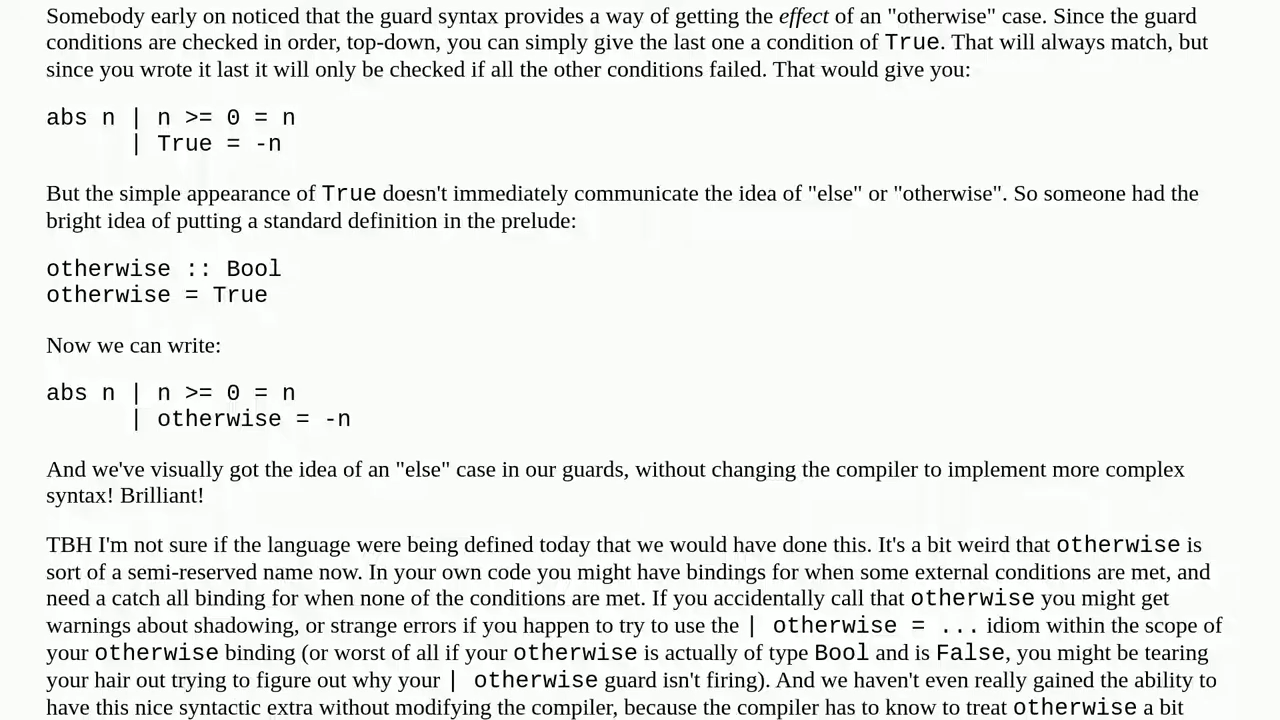 Somebody early on noticed that the guard syntax provides a way of getting the effect of an "otherwise" case. Since the guard
conditions are checked in order, top-down, you can simply give the last one a condition of True. That will always match, but
since you wrote it last it will only be checked if all the other conditions failed. That would give you:
abs n | n >= 0 = n
      | True = -n
But the simple appearance of True doesn't immediately communicate the idea of "else" or "otherwise". So someone had the
bright idea of putting a standard definition in the prelude:
otherwise :: Bool
otherwise = True
Now we can write:
abs n | n >= 0 = n
      | otherwise = -n
And we've visually got the idea of an "else" case in our guards, without changing the compiler to implement more complex
syntax! Brilliant!
TBH I'm not sure if the language were being defined today that we would have done this. It's a bit weird that otherwise is
sort of a semi-reserved name now. In your own code you might have bindings for when some external conditions are met, and
need a catch all binding for when none of the conditions are met. If you accidentally call that otherwise you might get
warnings about shadowing, or strange errors if you happen to try to use the | otherwise = ... idiom within the scope of
your otherwise binding (or worst of all if your otherwise is actually of type Bool and is False, you might be tearing
your hair out trying to figure out why your | otherwise guard isn't firing). And we haven't even really gained the ability to
have this nice syntactic extra without modifying the compiler, because the compiler has to know to treat otherwise a bit